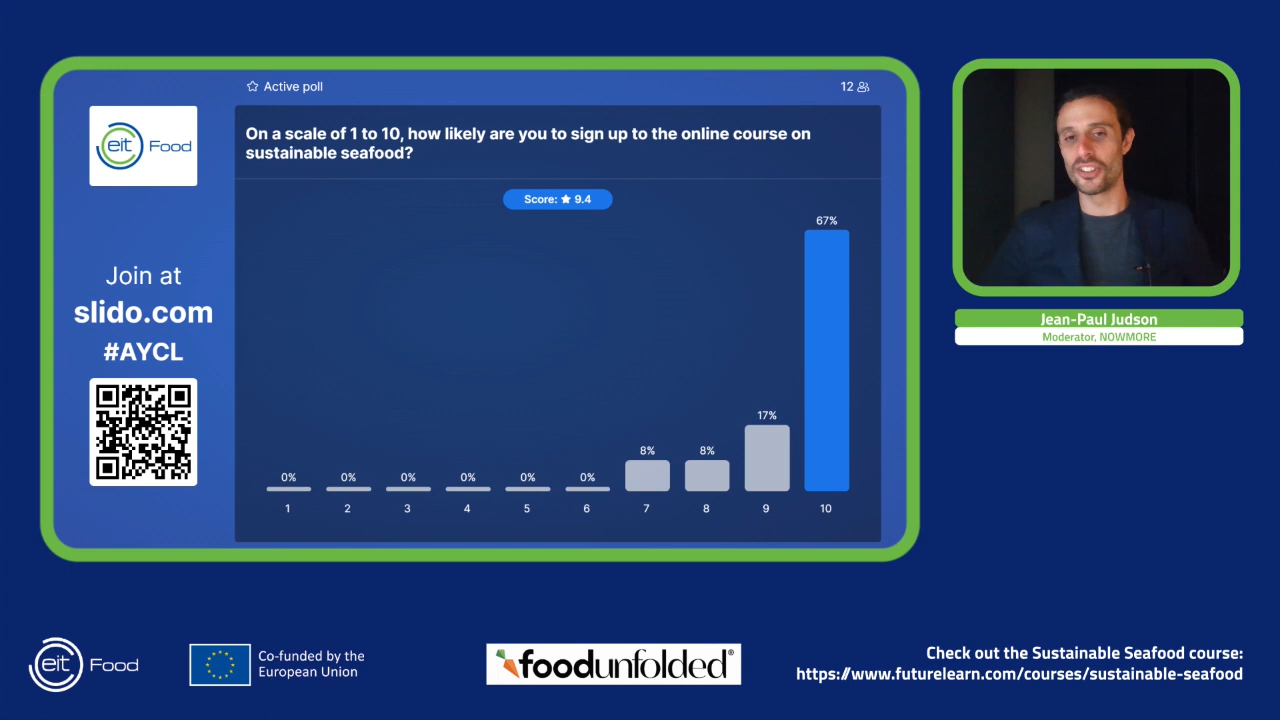 Active poll
12
eit Food
On a scale of 1 to 10, how likely are you to sign up to the online course on
sustainable seafood?
Score: 9.4
Join at
slido.com
#AYCL
0%
0%
0%
0%
0%
0%
8%
8%
17%
67%
1
2
3
4
5
6
7
8
9
10
Jean-Paul Judson
Moderator, NOWMORE
eit Food
Co-funded by the
European Union
foodunfolded®
Check out the Sustainable Seafood course:
https://www.futurelearn.com/courses/sustainable-seafood